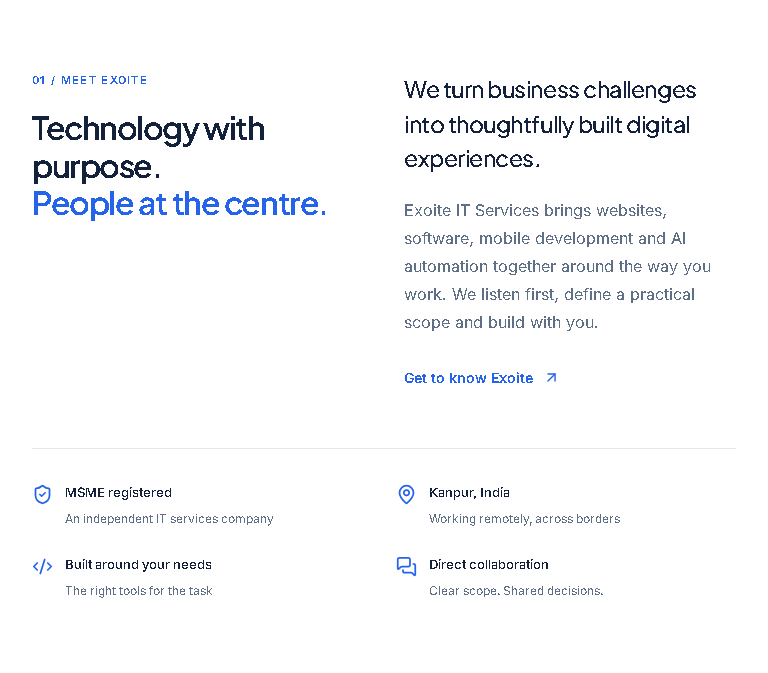 01 / MEET EXOITE
Technology with
purpose.
People at the centre.
We turn business challenges
into thoughtfully built digital
experiences.
Exoite IT Services brings websites,
software, mobile development and AI
automation together around the way you
work. We listen first, define a practical
scope and build with you.
Get to know Exoite
MSME registered
An independent IT services company
Kanpur, India
Working remotely, across borders
Built around your needs
The right tools for the task
Direct collaboration
Clear scope. Shared decisions.